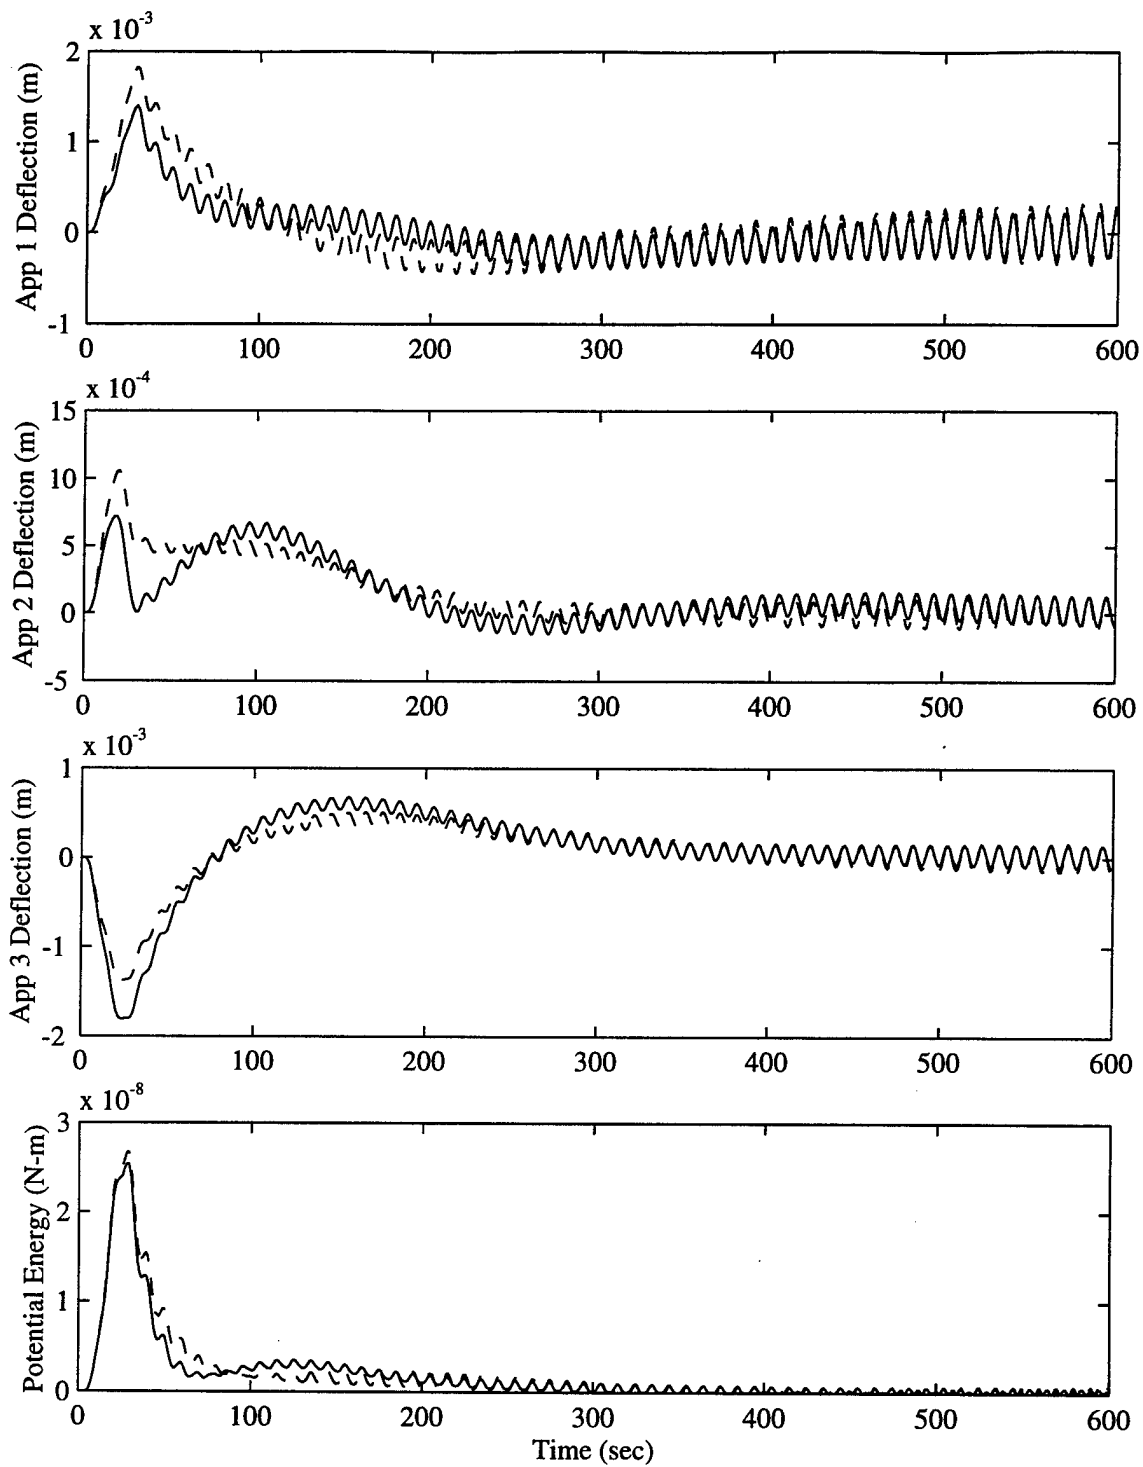 x 10-3
2
1
0
-1
App 1 Deflection (m)
0 100 200 300 400 500 600
x 10-4
15
10
5
0
-5
App 2 Deflection (m)
0 100 200 300 400 500 600
x 10-3
1
0
-1
-2
App 3 Deflection (m)
0 100 200 300 400 500 600
x 10-8
3
2
1
0
Potential Energy (N-m)
0 100 200 300 400 500 600
Time (sec)